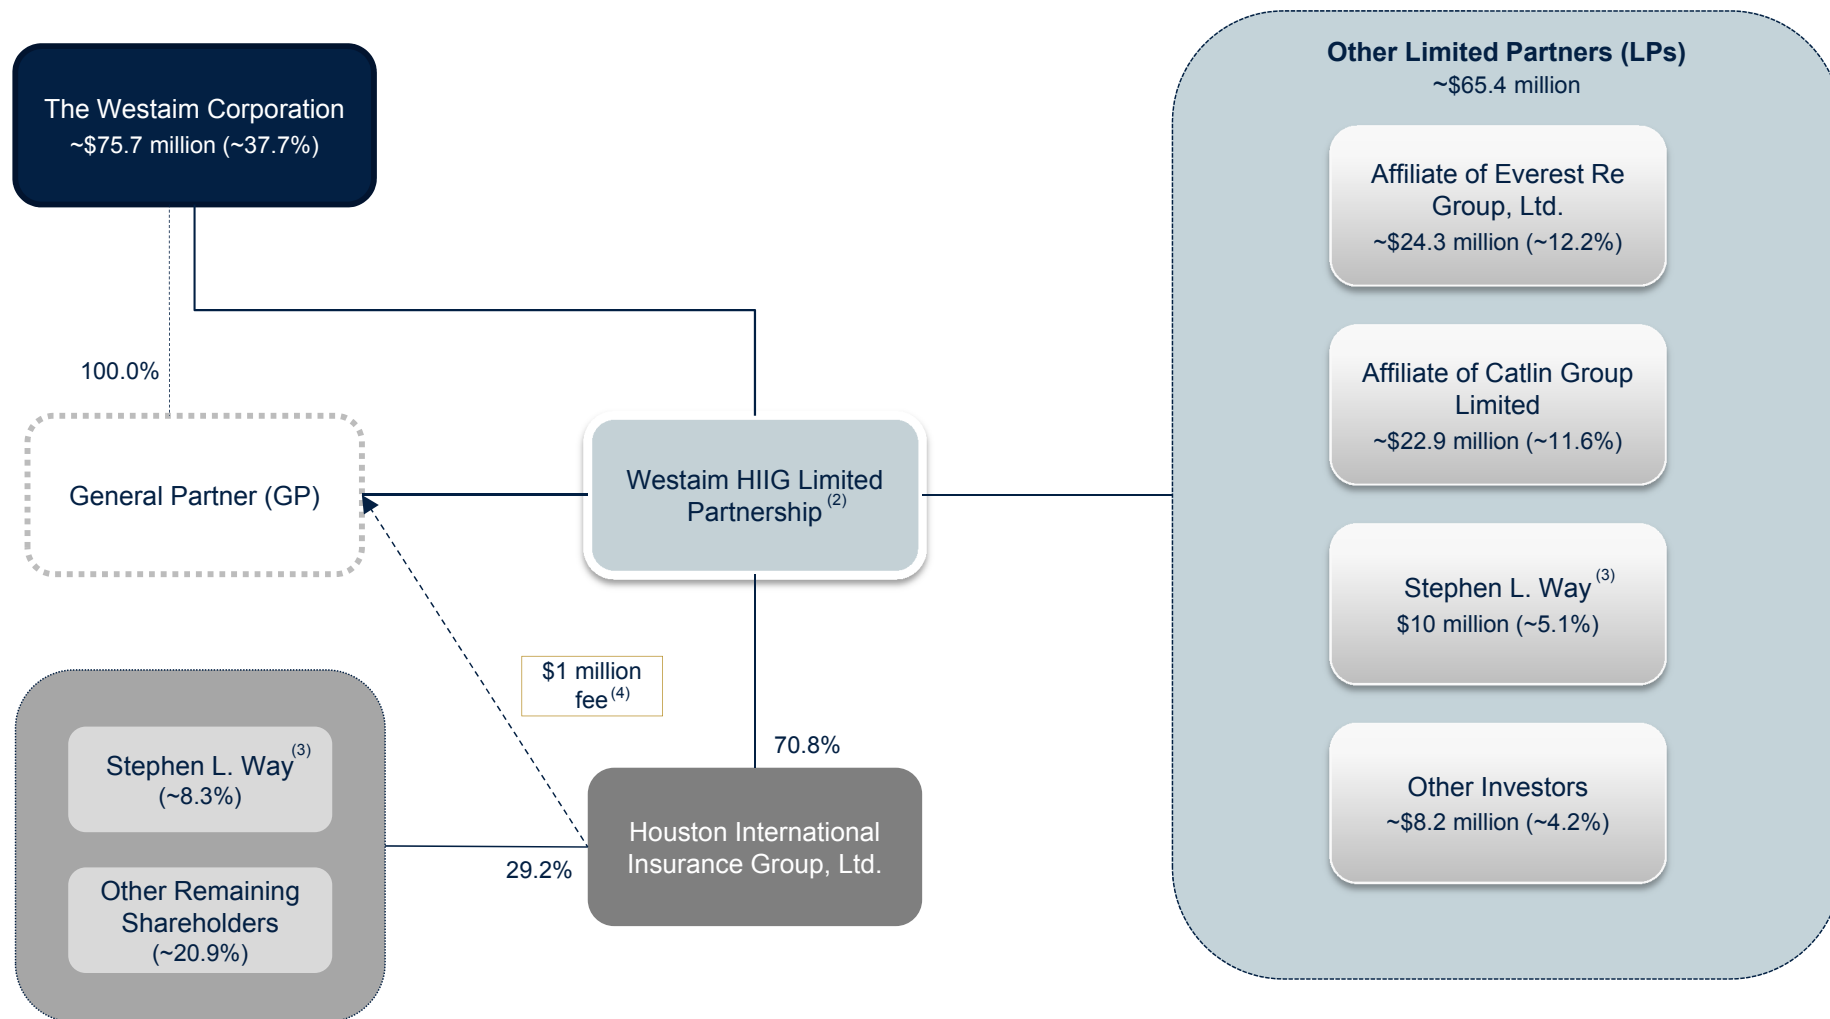 The Westaim Corporation
~$75.7 million (~37.7%)
100.0%
General Partner (GP)
Westaim HIIG Limited
Partnership (2)
$1 million
fee (4)
70.8%
Stephen L. Way (3)
(~8.3%)
Other Remaining
Shareholders
(~20.9%)
29.2%
Houston International
Insurance Group, Ltd.
Other Limited Partners (LPs)
~$65.4 million
Affiliate of Everest Re
Group, Ltd.
~$24.3 million (~12.2%)
Affiliate of Catlin Group
Limited
~$22.9 million (~11.6%)
Stephen L. Way (3)
$10 million (~5.1%)
Other Investors
~$8.2 million (~4.2%)